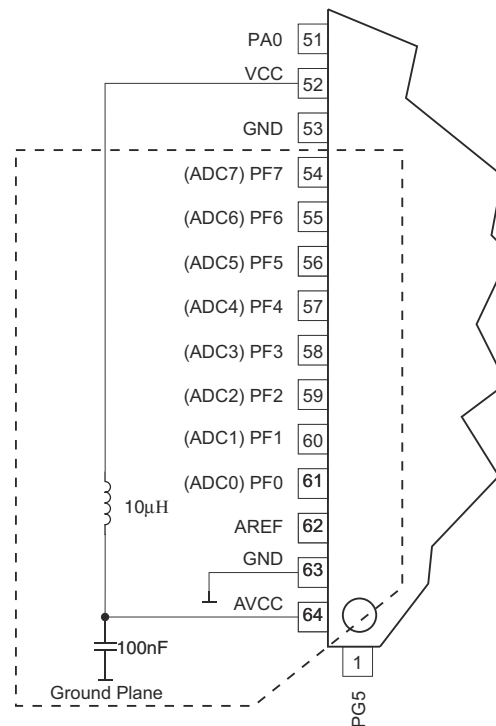 PA0 51
VCC 52
GND 53
(ADC7) PF7 54
(ADC6) PF6 55
(ADC5) PF5 56
(ADC4) PF4 57
(ADC3) PF3 58
(ADC2) PF2 59
(ADC1) PF1 60
(ADC0) PF0 61
10μH
AREF 62
GND 63
AVCC 64
100nF
1
Ground Plane
PG5